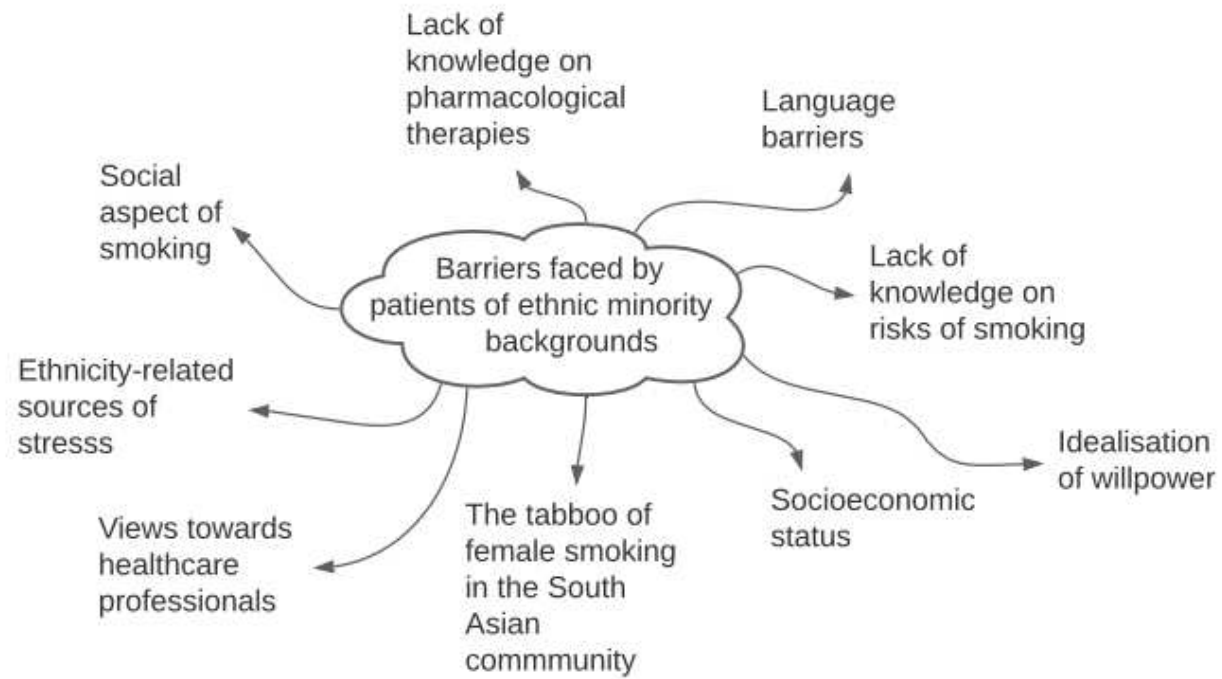 Lack of
knowledge on
pharmacological
therapies
Language
barriers
Social
aspect of
smoking
Barriers faced by
patients of ethnic minority
backgrounds
Lack of
knowledge on
risks of smoking
Ethnicity-related
sources of
stresss
Idealisation
of willpower
Views towards
healthcare
professionals
The tabboo of
female smoking
in the South
Asian
commmunity
Socioeconomic
status